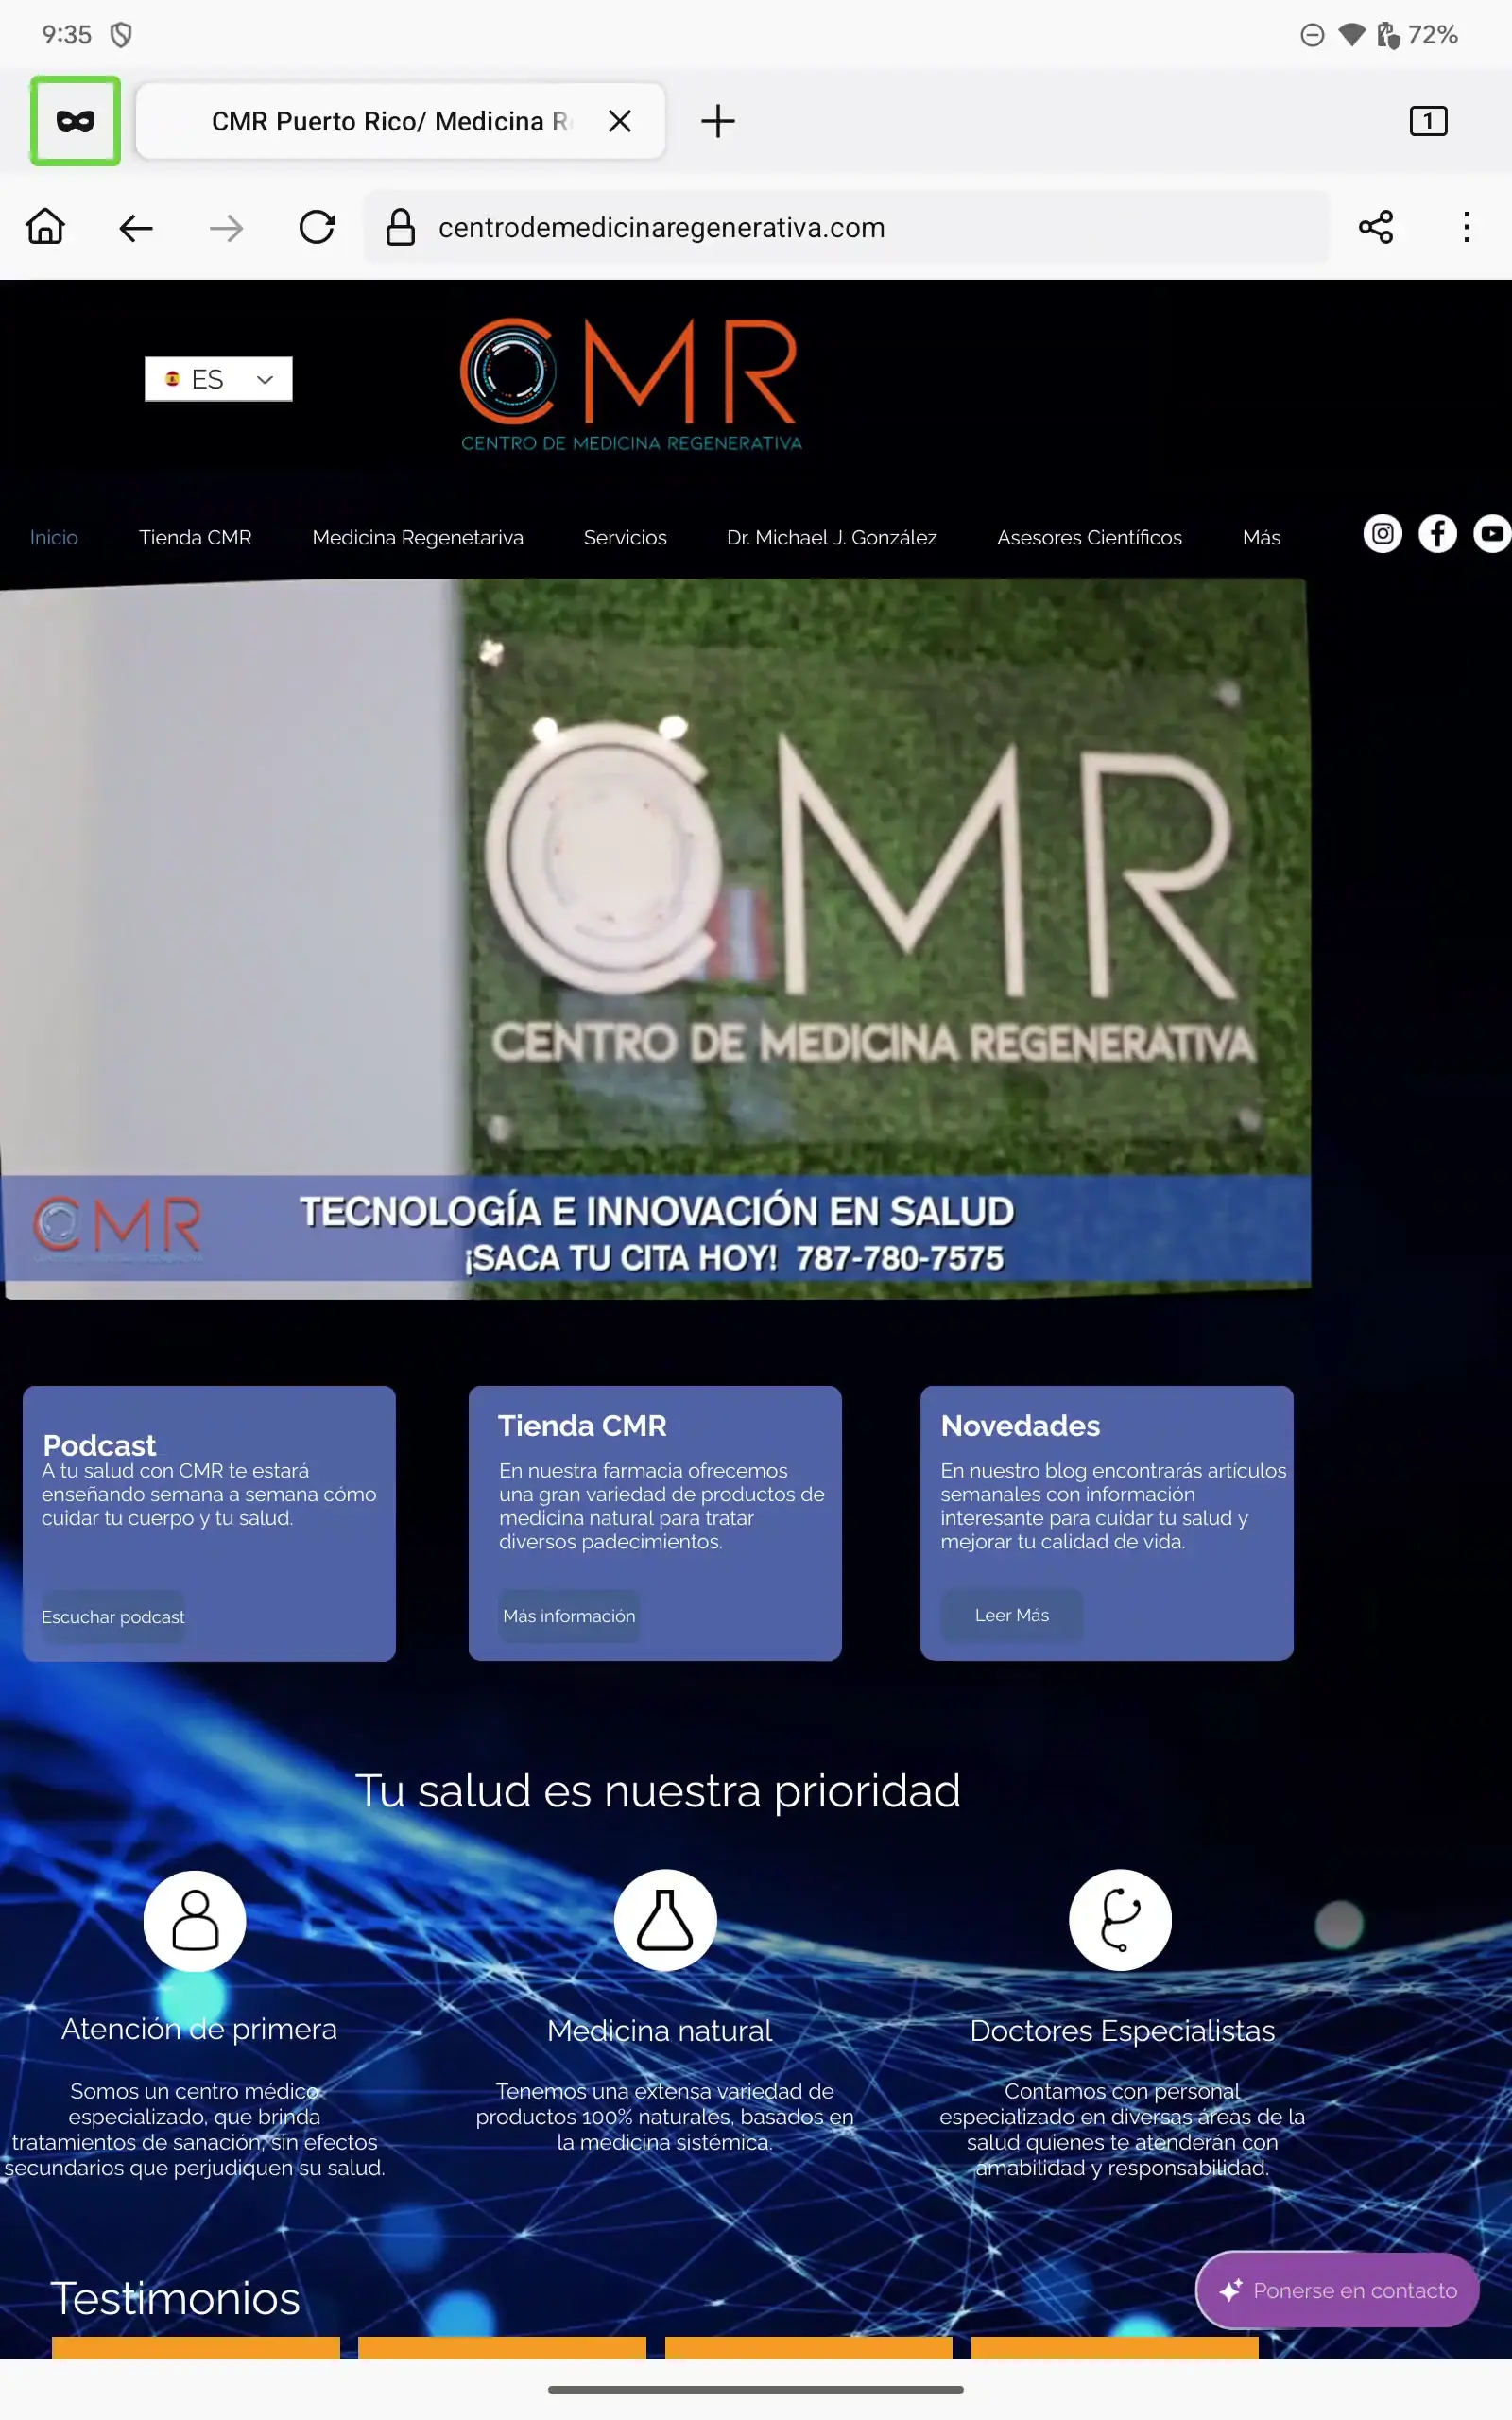 9:35
72%
CMR Puerto Rico/ Medicina R
1
centrodemedicinaregenerativa.com
ES
CMR
CENTRO DE MEDICINA REGENERATIVA
Inicio
Tienda CMR
Medicina Regenetariva
Servicios
Dr. Michael J. González
Asesores Científicos
Más
CMR
CENTRO DE MEDICINA REGENERATIVA
CMR
TECNOLOGÍA E INNOVACIÓN EN SALUD
¡SACA TU CITA HOY! 787-780-7575
Podcast
A tu salud con CMR te estará
enseñando semana a semana cómo
cuidar tu cuerpo y tu salud.
Escuchar podcast
Tienda CMR
En nuestra farmacia ofrecemos
una gran variedad de productos de
medicina natural para tratar
diversos padecimientos.
Más información
Novedades
En nuestro blog encontrarás artículos
semanales con información
interesante para cuidar tu salud y
mejorar tu calidad de vida.
Leer Más
Tu salud es nuestra prioridad
Atención de primera
Somos un centro médico
especializado, que brinda
tratamientos de sanación, sin efectos
secundarios que perjudiquen su salud.
Medicina natural
Tenemos una extensa variedad de
productos 100% naturales, basados en
la medicina sistémica.
Doctores Especialistas
Contamos con personal
especializado en diversas áreas de la
salud quienes te atenderán con
amabilidad y responsabilidad.
Testimonios
Ponerse en contacto